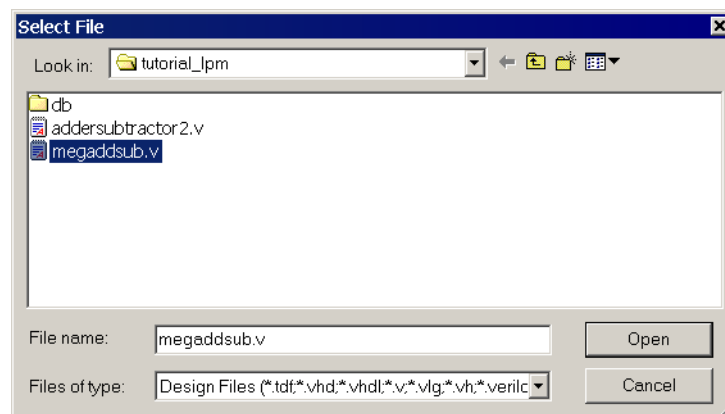 Select File
Look in: tutorial_lpm
db
addersubtractor2.v
megaddsub.v
File name: megaddsub.v Open
Files of type: Design Files (*.tdf;*.vhd;*.vhdl;*.v;*.vlg;*.vh;*.verilc Cancel